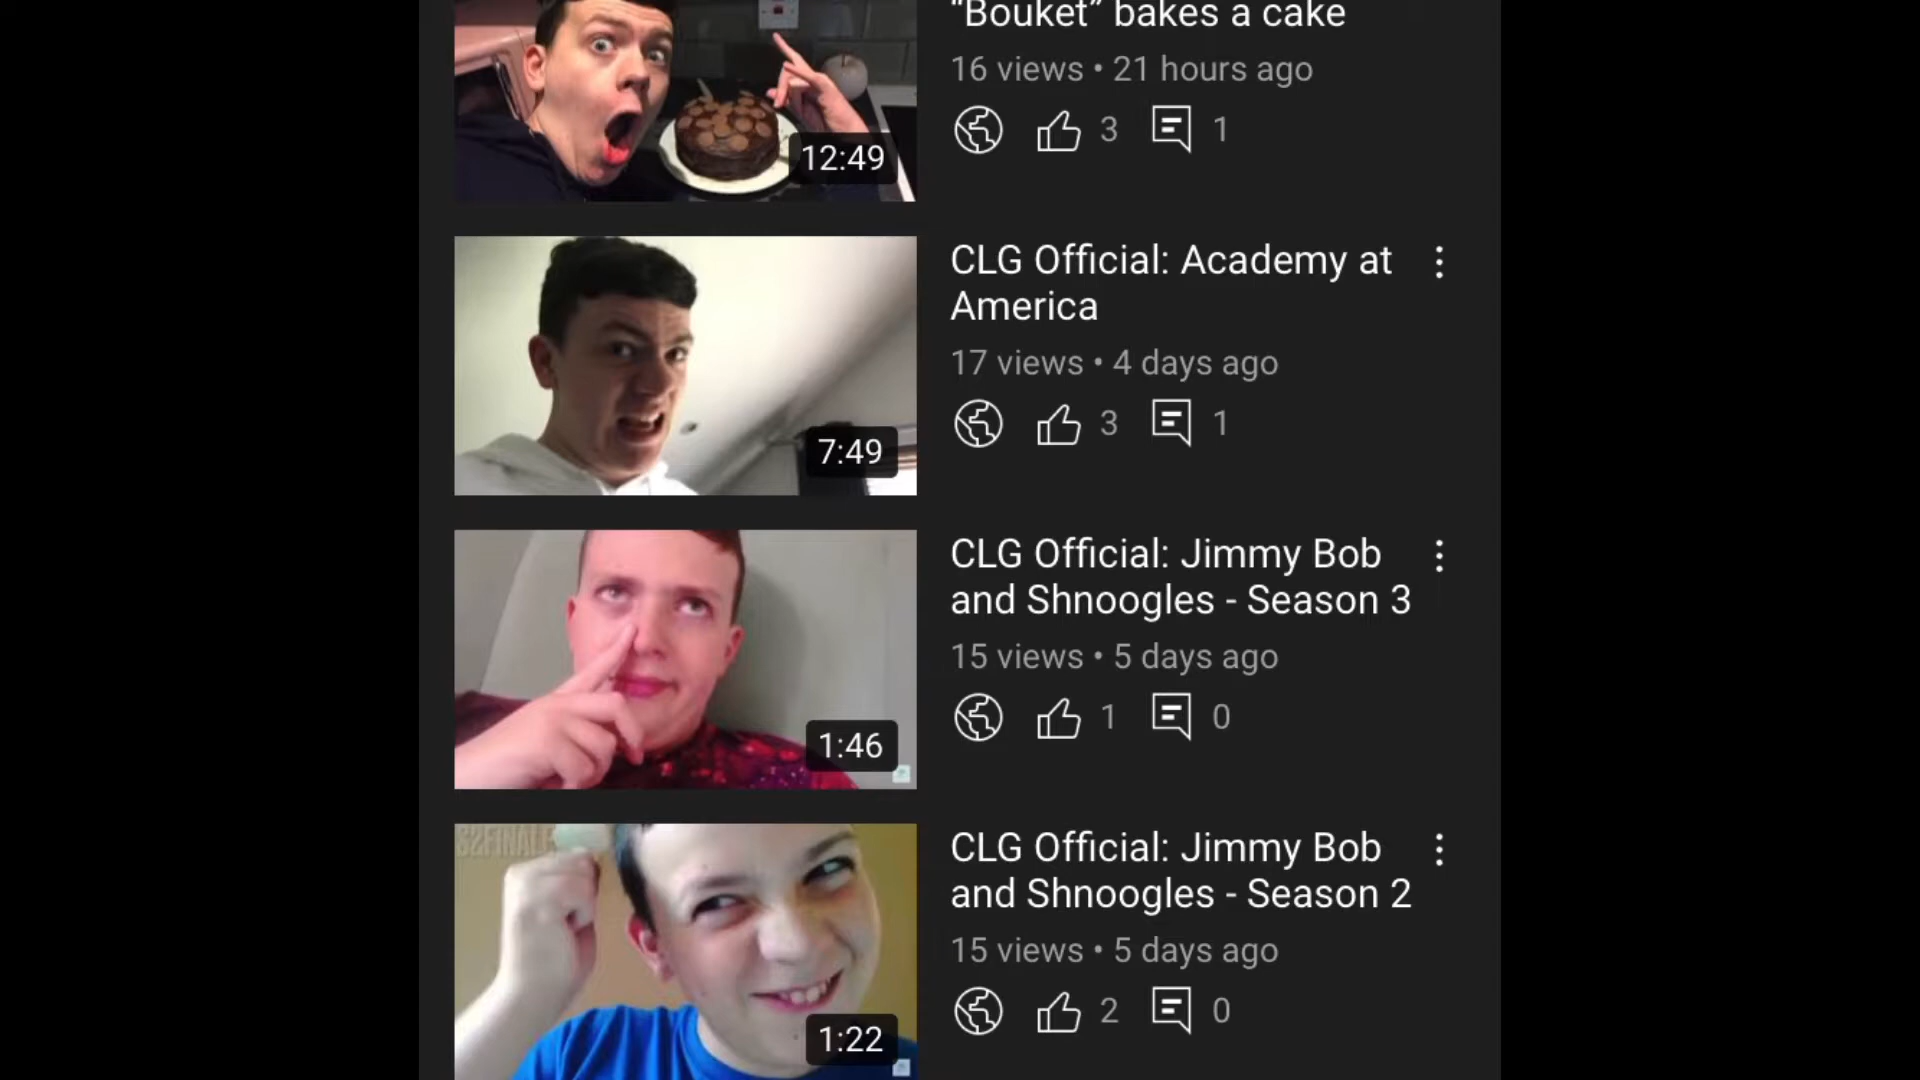 "Bouket" bakes a cake
16 views • 21 hours ago
3 1
12:49
CLG Official: Academy at
America
17 views • 4 days ago
3 1
7:49
CLG Official: Jimmy Bob
and Shnoogles - Season 3
15 views • 5 days ago
1 0
1:46
S2FINALE
CLG Official: Jimmy Bob
and Shnoogles - Season 2
15 views • 5 days ago
2 0
1:22